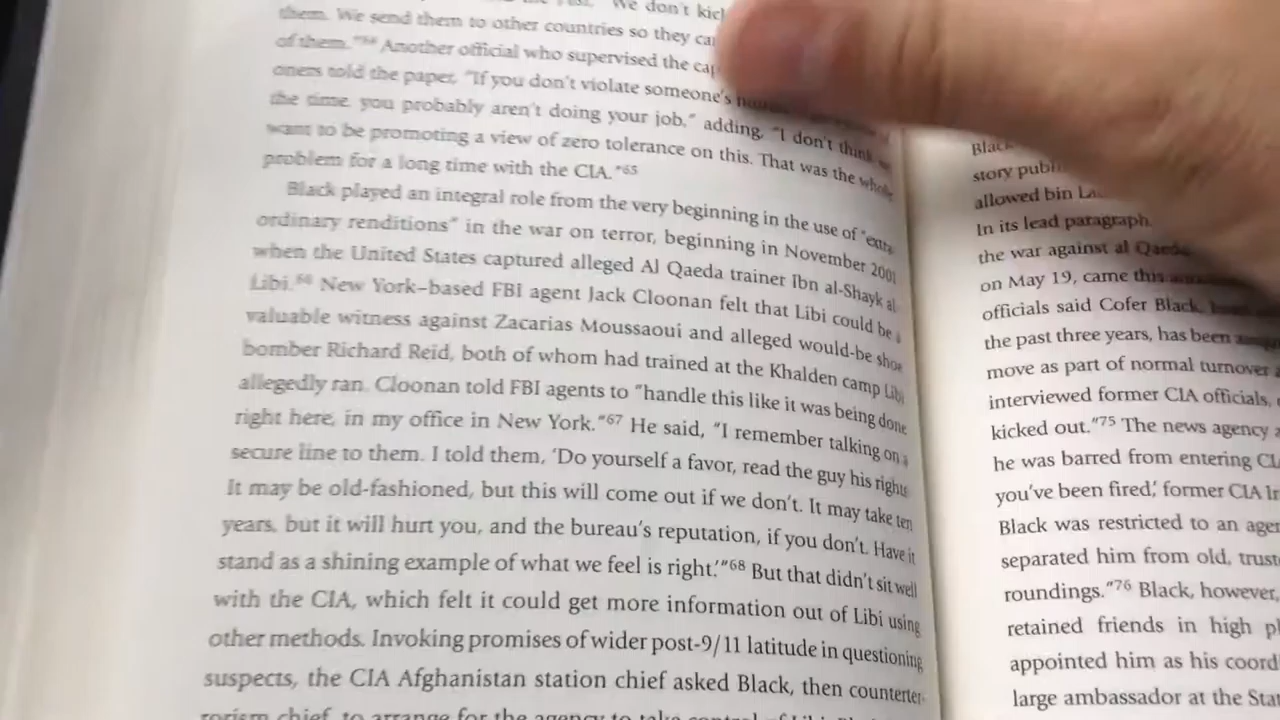 We don't
them. We send them to other countries so they
of them."⁶⁴ Another official who supervised the
oners told the paper, "If you don't violate someone's
the time, you probably aren't doing your job," adding, "I don't think
want to be promoting a view of zero tolerance on this. That was the whole
problem for a long time with the CIA."⁶⁵
Black played an integral role from the very beginning in the use of "extra-
ordinary renditions" in the war on terror, beginning in November 2001
when the United States captured alleged Al Qaeda trainer Ibn al-Shayk al-
Libi.⁶⁶ New York–based FBI agent Jack Cloonan felt that Libi could be a
valuable witness against Zacarias Moussaoui and alleged would-be shoe
bomber Richard Reid, both of whom had trained at the Khalden camp Libi
allegedly ran. Cloonan told FBI agents to "handle this like it was being done
right here, in my office in New York."⁶⁷ He said, "I remember talking on a
secure line to them. I told them, 'Do yourself a favor, read the guy his rights.
It may be old-fashioned, but this will come out if we don't. It may take ten
years, but it will hurt you, and the bureau's reputation, if you don't. Have it
stand as a shining example of what we feel is right.'"⁶⁸ But that didn't sit well
with the CIA, which felt it could get more information out of Libi using
other methods. Invoking promises of wider post-9/11 latitude in questioning
suspects, the CIA Afghanistan station chief asked Black, then counterter-
rorism chief, to arrange for the agency to take control of Libi.
Black
story
allowed bin
In its lead paragraph,
the war against al Qaeda
on May 19, came this
officials said Cofer Black,
the past three years, has been
move as part of normal turnover
interviewed former CIA officials,
kicked out."⁷⁵ The news agency
he was barred from entering
you've been fired,' former CIA
Black was restricted to an
separated him from old,
roundings."⁷⁶ Black, however,
retained friends in high
appointed him as his
large ambassador at the